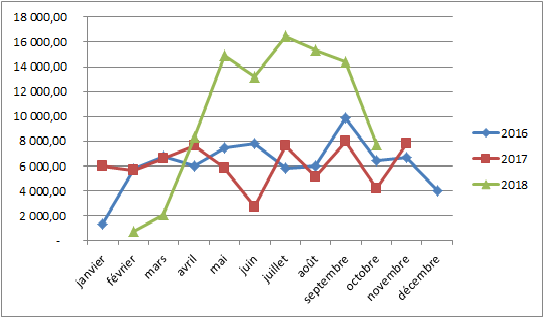 18 000,00
16 000,00
14 000,00
12 000,00
10 000,00
8 000,00
6 000,00
4 000,00
2 000,00
-
janvier
février
mars
avril
mai
juin
juillet
août
septembre
octobre
novembre
décembre
2016
2017
2018